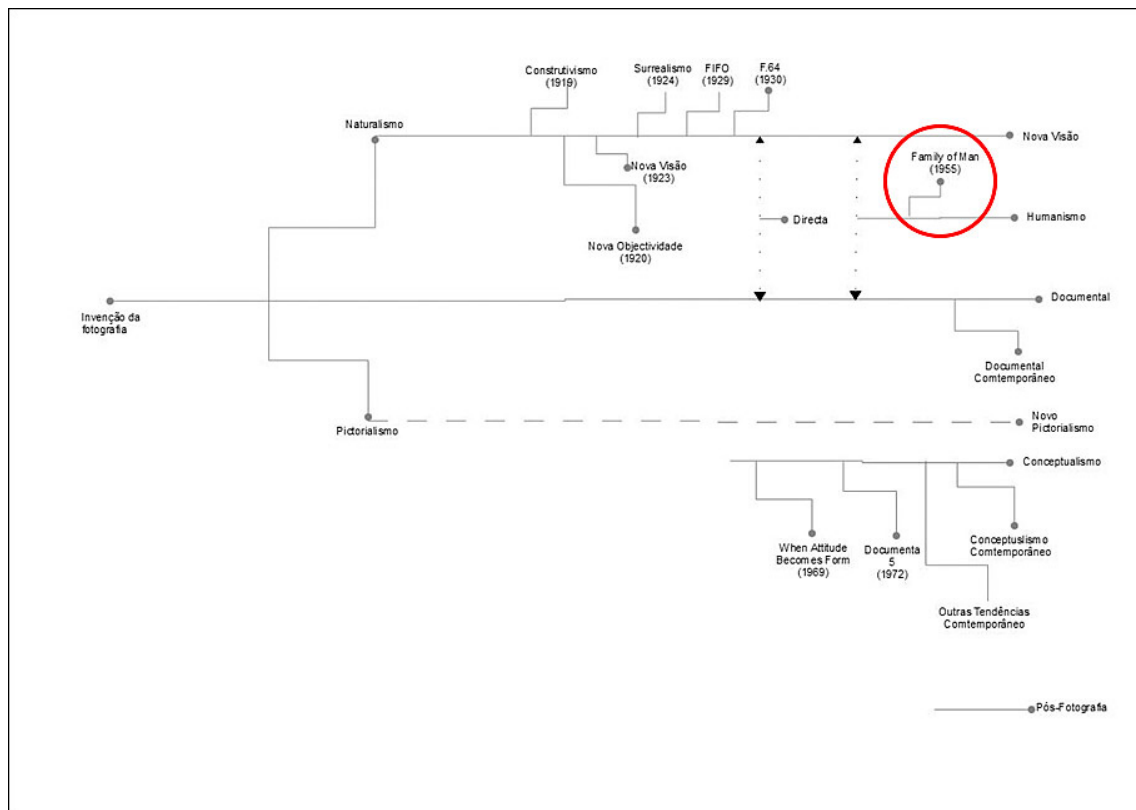 Construtivismo
(1919)
Surrealismo
(1924)
FIFO
(1929)
F.64
(1930)
Naturalismo
Nova Visão
Nova Visão
(1923)
Family of Man
(1955)
Directa
Humanismo
Nova Objectividade
(1920)
Invenção da
fotografia
Documental
Documental
Comtemporâneo
Pictorialismo
Novo
Pictorialismo
Conceptualismo
When Attitude
Becomes Form
(1969)
Documenta
5
(1972)
Conceptuslismo
Comtemporâneo
Outras Tendências
Comtemporâneo
Pós-Fotografia